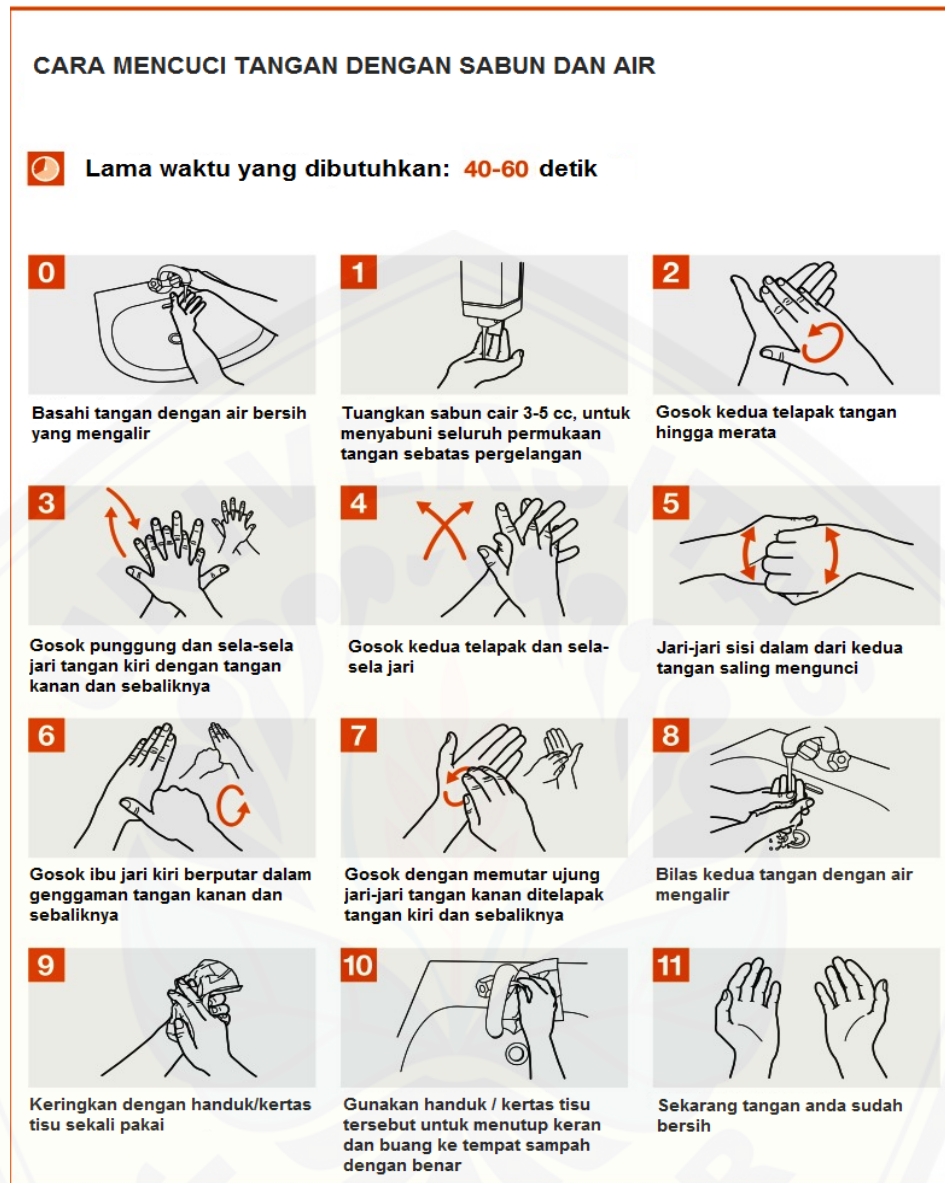 CARA MENCUCI TANGAN DENGAN SABUN DAN AIR
Lama waktu yang dibutuhkan: 40-60 detik
0
Basahi tangan dengan air bersih
yang mengalir
1
Tuangkan sabun cair 3-5 cc, untuk
menyabuni seluruh permukaan
tangan sebatas pergelangan
2
Gosok kedua telapak tangan
hingga merata
3
Gosok punggung dan sela-sela
jari tangan kiri dengan tangan
kanan dan sebaliknya
4
Gosok kedua telapak dan sela-
sela jari
5
Jari-jari sisi dalam dari kedua
tangan saling mengunci
6
Gosok ibu jari kiri berputar dalam
genggaman tangan kanan dan
sebaliknya
7
Gosok dengan memutar ujung
jari-jari tangan kanan ditelapak
tangan kiri dan sebaliknya
8
Bilas kedua tangan dengan air
mengalir
9
Keringkan dengan handuk/kertas
tisu sekali pakai
10
Gunakan handuk / kertas tisu
tersebut untuk menutup keran
dan buang ke tempat sampah
dengan benar
11
Sekarang tangan anda sudah
bersih